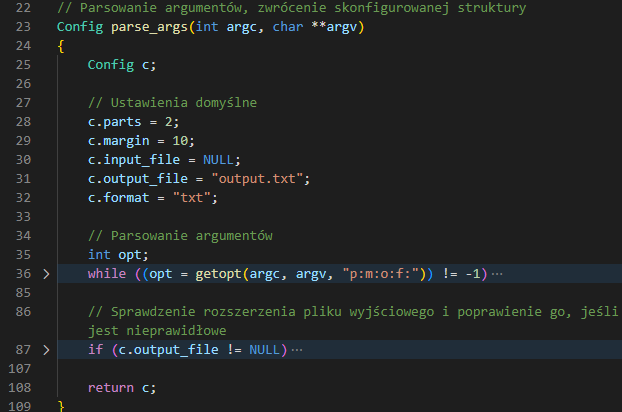 22 // Parsowanie argumentów, zwrócenie skonfigurowanej struktury
23 Config parse_args(int argc, char **argv)
24 {
25 Config c;
26
27 // Ustawienia domyślne
28 c.parts = 2;
29 c.margin = 10;
30 c.input_file = NULL;
31 c.output_file = "output.txt";
32 c.format = "txt";
33
34 // Parsowanie argumentów
35 int opt;
36 while ((opt = getopt(argc, argv, "p:m:o:f:")) != -1)⋯
85
86 // Sprawdzenie rozszerzenia pliku wyjściowego i poprawienie go, jeśli
jest nieprawidłowe
87 if (c.output_file != NULL)⋯
107
108 return c;
109 }